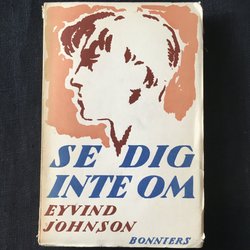 SE DIG
INTE OM
EYVIND
JOHNSON
BONNIERS